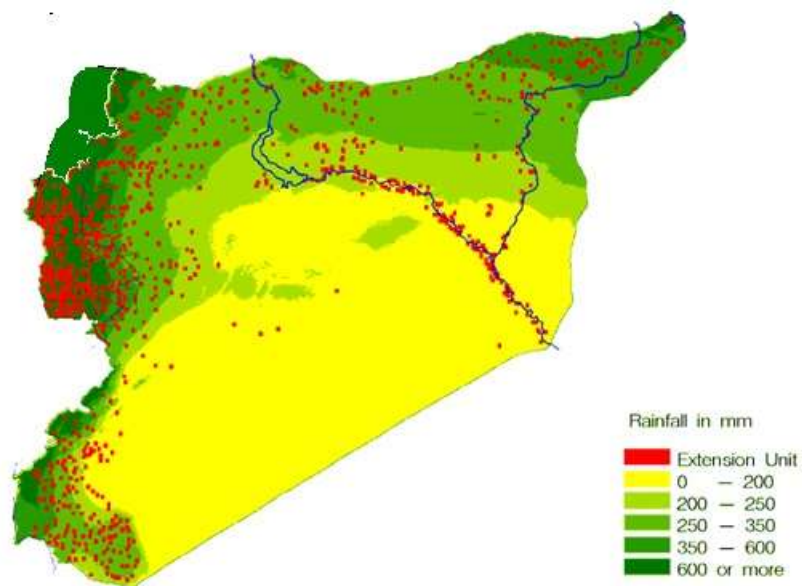 Rainfall in mm
Extension Unit
0 – 200
200 – 250
250 – 350
350 – 600
600 or more